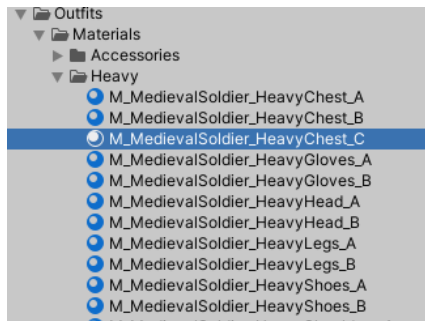 Outfits
Materials
Accessories
Heavy
M_MedievalSoldier_HeavyChest_A
M_MedievalSoldier_HeavyChest_B
M_MedievalSoldier_HeavyChest_C
M_MedievalSoldier_HeavyGloves_A
M_MedievalSoldier_HeavyGloves_B
M_MedievalSoldier_HeavyHead_A
M_MedievalSoldier_HeavyHead_B
M_MedievalSoldier_HeavyLegs_A
M_MedievalSoldier_HeavyLegs_B
M_MedievalSoldier_HeavyShoes_A
M_MedievalSoldier_HeavyShoes_B